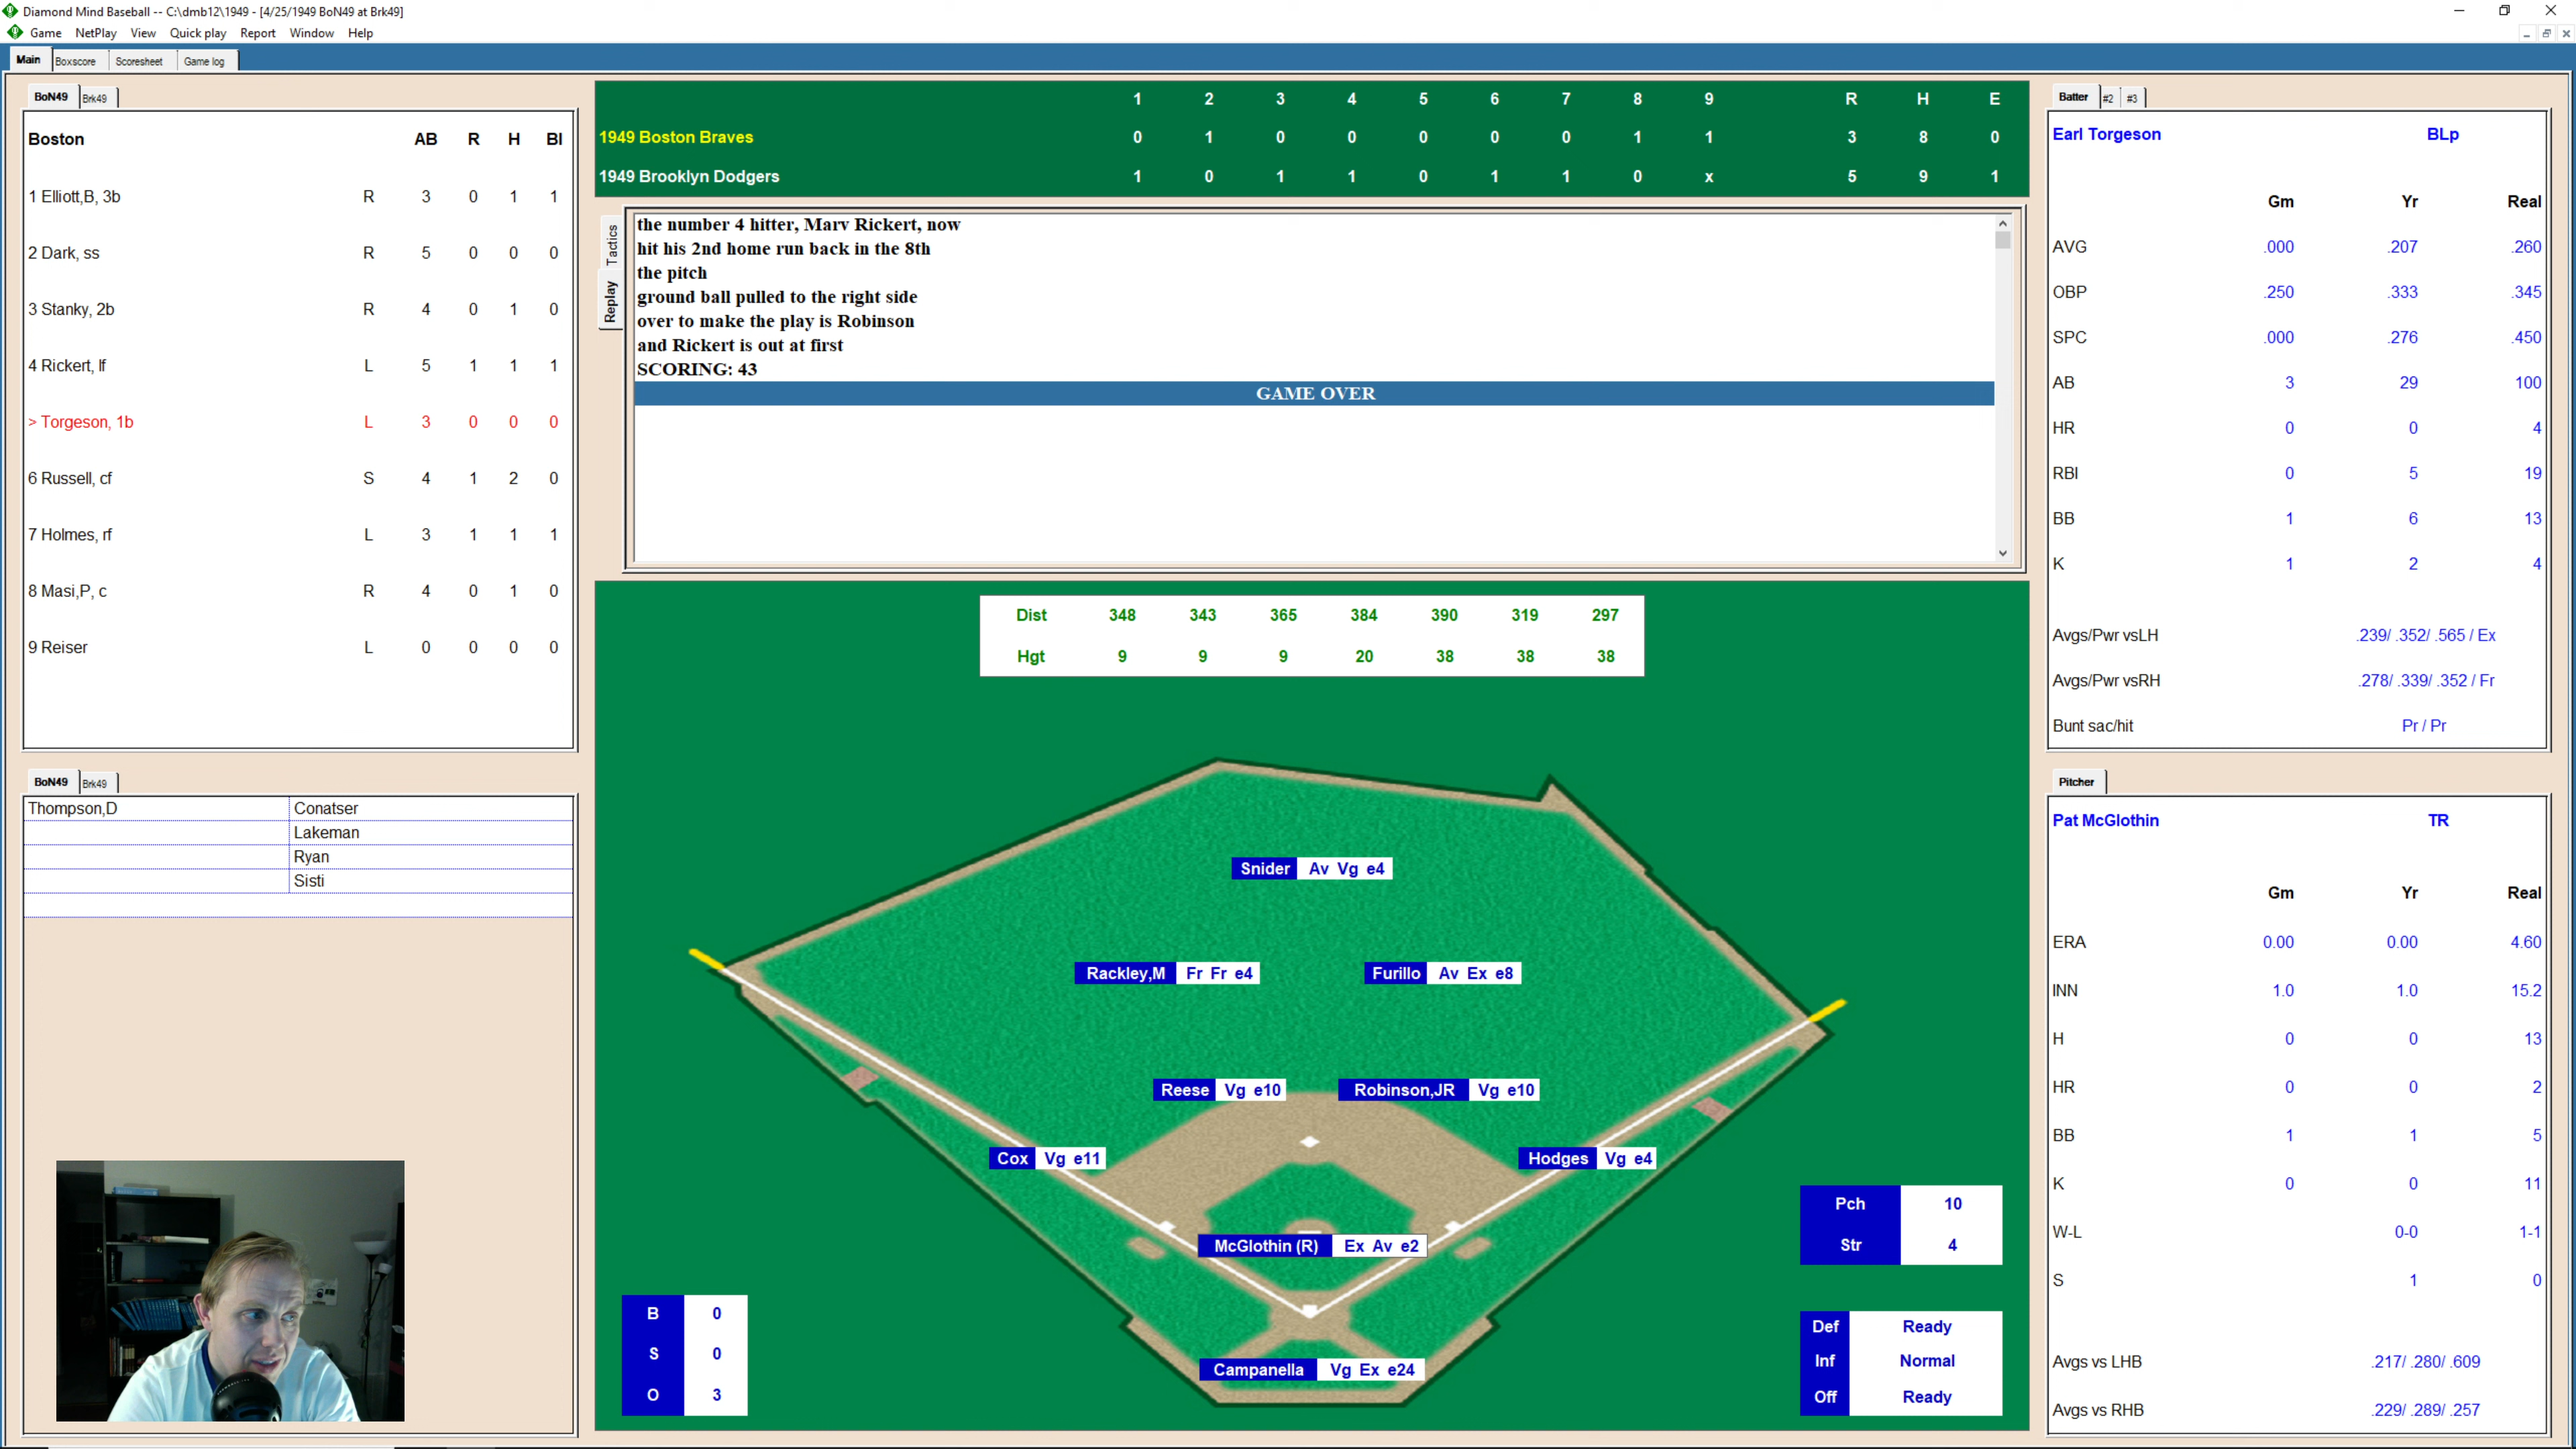 Diamond Mind Baseball -- C:\dmb12\1949 - [4/25/1949 BoN49 at Brk49]
Game NetPlay View Quick play Report Window Help
Main Boxscore Scoresheet Game log
BoN49 Brk49
Boston AB R H BI
1 Elliott,B, 3b R 3 0 1 1
2 Dark, ss R 5 0 0 0
3 Stanky, 2b R 4 0 1 0
4 Rickert, lf L 5 1 1 1
> Torgeson, 1b L 3 0 0 0
6 Russell, cf S 4 1 2 0
7 Holmes, rf L 3 1 1 1
8 Masi,P, c R 4 0 1 0
9 Reiser L 0 0 0 0
BoN49 Brk49
Thompson,D Conatser
Lakeman
Ryan
Sisti
1 2 3 4 5 6 7 8 9 R H E
1949 Boston Braves 0 1 0 0 0 0 0 1 1 3 8 0
1949 Brooklyn Dodgers 1 0 1 1 0 1 1 0 x 5 9 1
Tactics
Replay
the number 4 hitter, Marv Rickert, now
hit his 2nd home run back in the 8th
the pitch
ground ball pulled to the right side
over to make the play is Robinson
and Rickert is out at first
SCORING: 43
GAME OVER
Dist 348 343 365 384 390 319 297
Hgt 9 9 9 20 38 38 38
Snider Av Vg e4
Rackley,M Fr Fr e4
Furillo Av Ex e8
Reese Vg e10
Robinson,JR Vg e10
Cox Vg e11
Hodges Vg e4
McGlothin (R) Ex Av e2
Campanella Vg Ex e24
B 0
S 0
O 3
Pch 10
Str 4
Def Ready
Inf Normal
Off Ready
Batter #2 #3
Earl Torgeson BLp
Gm Yr Real
AVG .000 .207 .260
OBP .250 .333 .345
SPC .000 .276 .450
AB 3 29 100
HR 0 0 4
RBI 0 5 19
BB 1 6 13
K 1 2 4
Avgs/Pwr vsLH .239/ .352/ .565 / Ex
Avgs/Pwr vsRH .278/ .339/ .352 / Fr
Bunt sac/hit Pr / Pr
Pitcher
Pat McGlothin TR
Gm Yr Real
ERA 0.00 0.00 4.60
INN 1.0 1.0 15.2
H 0 0 13
HR 0 0 2
BB 1 1 5
K 0 0 11
W-L 0-0 1-1
S 1 0
Avgs vs LHB .217/ .280/ .609
Avgs vs RHB .229/ .289/ .257